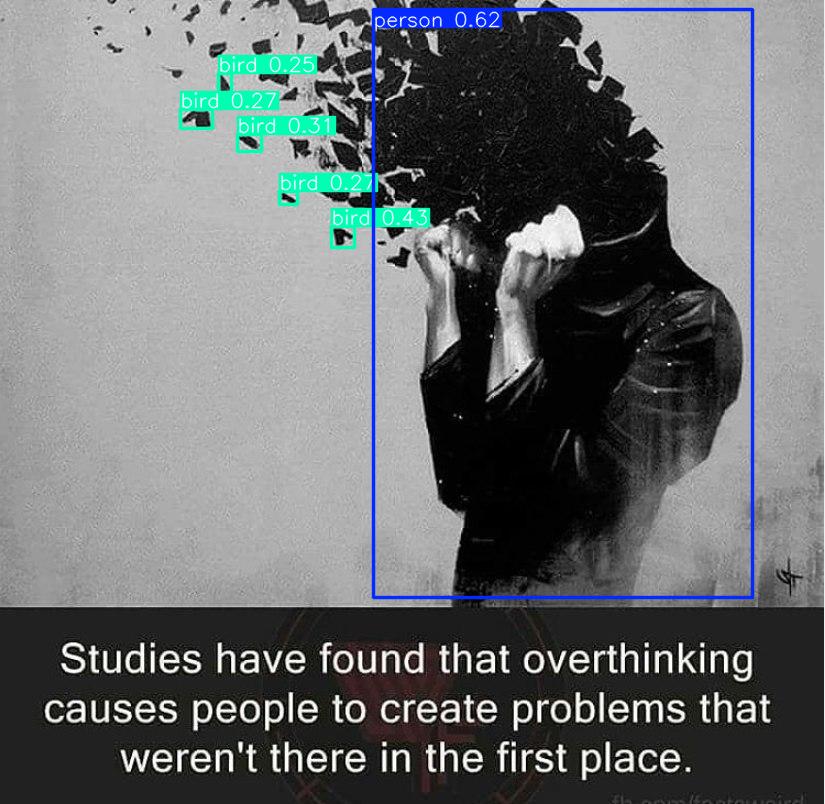 person 0.62
bird 0.25
bird 0.27
bird 0.31
bird 0.27
bird 0.43
Studies have found that overthinking
causes people to create problems that
weren't there in the first place.